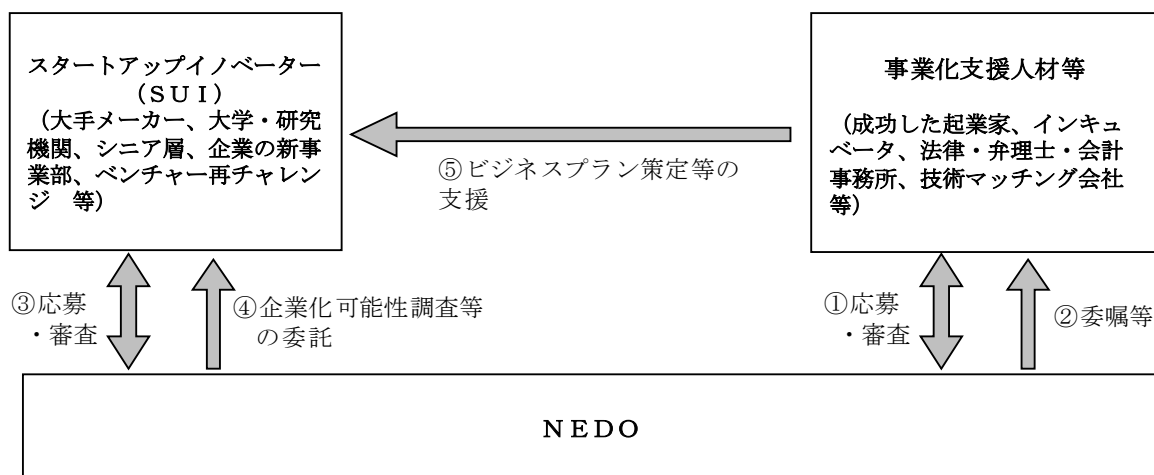 スタートアップイノベーター
(SUI)
(大手メーカー、大学・研究
機関、シニア層、企業の新事
業部、ベンチャー再チャレン
ジ 等)
事業化支援人材等
(成功した起業家、インキュ
ベータ、法律・弁理士・会計
事務所、技術マッチング会社
等)
⑤ビジネスプラン策定等の
支援
③応募
・審査
④企業化可能性調査等
の委託
①応募
・審査
②委嘱等
NEDO